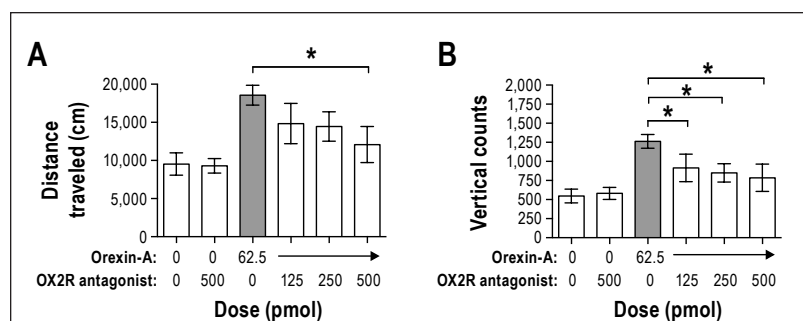 A
*
Distance
traveled (cm)
20,000
15,000
10,000
5,000
0
Orexin-A: 0 0 62.5
OX2R antagonist: 0 500 0 125 250 500
Dose (pmol)
B
*
*
*
Vertical counts
2,000
1,750
1,500
1,250
1,000
750
500
250
0
Orexin-A: 0 0 62.5
OX2R antagonist: 0 500 0 125 250 500
Dose (pmol)